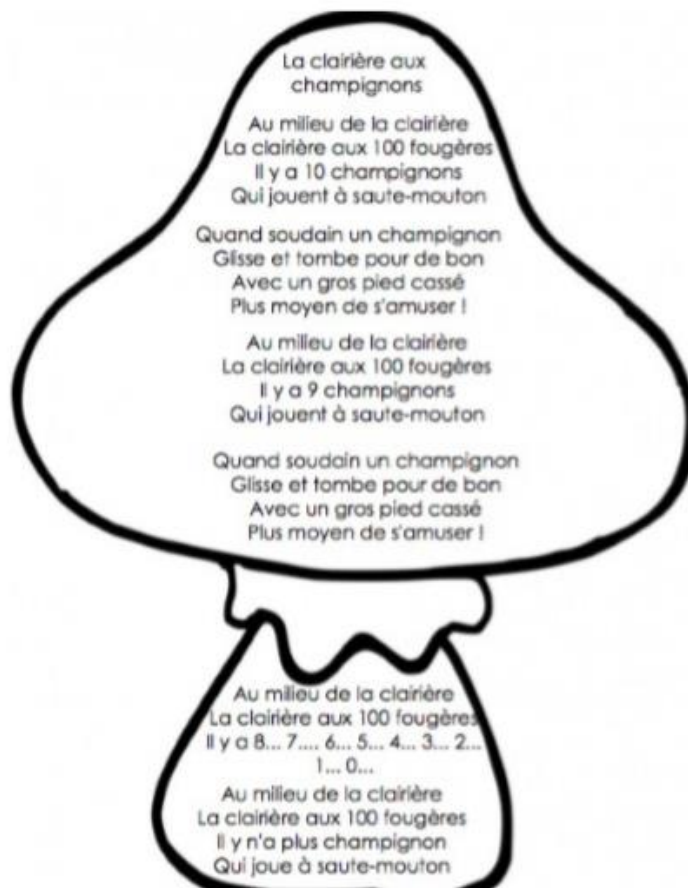 La clairière aux
champignons
Au milieu de la clairière
La clairière aux 100 fougères
Il y a 10 champignons
Qui jouent à saute-mouton
Quand soudain un champignon
Glisse et tombe pour de bon
Avec un gros pied cassé
Plus moyen de s'amuser !
Au milieu de la clairière
La clairière aux 100 fougères
Il y a 9 champignons
Qui jouent à saute-mouton
Quand soudain un champignon
Glisse et tombe pour de bon
Avec un gros pied cassé
Plus moyen de s'amuser !
Au milieu de la clairière
La clairière aux 100 fougères
Il y a 8... 7.... 6... 5... 4... 3... 2...
1... 0...
Au milieu de la clairière
La clairière aux 100 fougères
Il y n'a plus champignon
Qui joue à saute-mouton